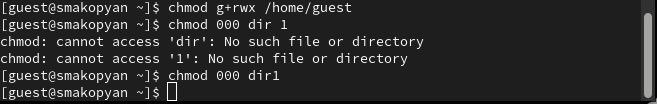 [guest@smakopyan ~]$ chmod g+rwx /home/guest
[guest@smakopyan ~]$ chmod 000 dir 1
chmod: cannot access 'dir': No such file or directory
chmod: cannot access '1': No such file or directory
[guest@smakopyan ~]$ chmod 000 dir1
[guest@smakopyan ~]$